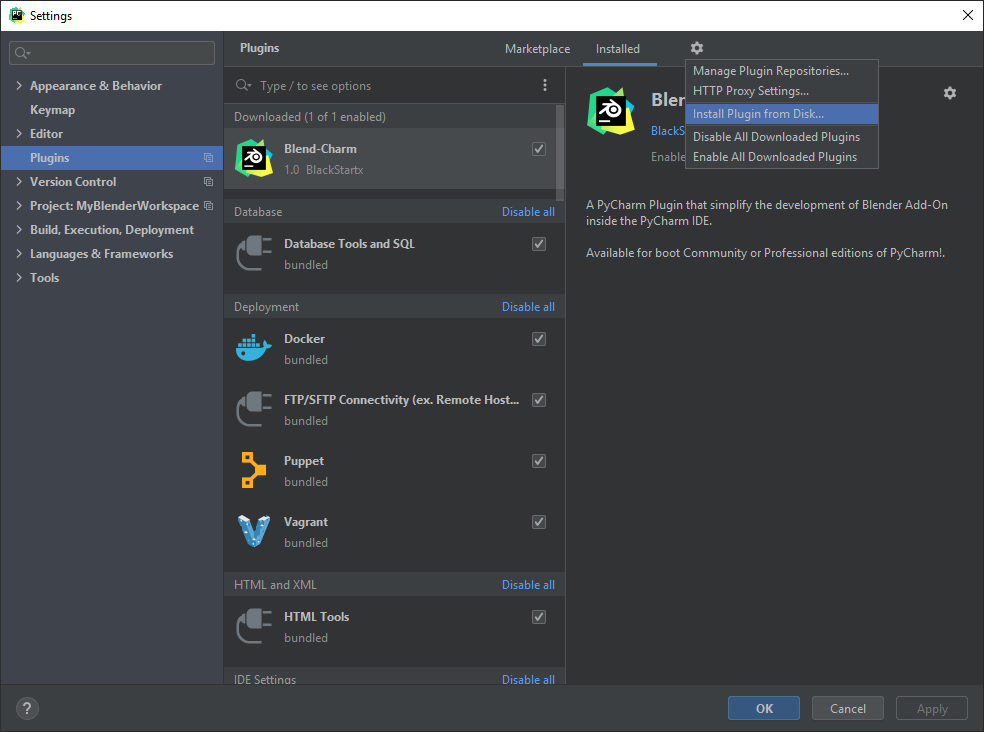 Settings
Plugins
Marketplace
Installed
Appearance & Behavior
Keymap
Editor
Plugins
Version Control
Project: MyBlenderWorkspace
Build, Execution, Deployment
Languages & Frameworks
Tools
Type / to see options
Downloaded (1 of 1 enabled)
Blend-Charm
1.0 BlackStartx
Database Disable all
Database Tools and SQL
bundled
Deployment Disable all
Docker
bundled
FTP/SFTP Connectivity (ex. Remote Host...
bundled
Puppet
bundled
Vagrant
bundled
HTML and XML Disable all
HTML Tools
bundled
IDE Settings Disable all
Manage Plugin Repositories...
HTTP Proxy Settings...
Install Plugin from Disk...
Disable All Downloaded Plugins
Enable All Downloaded Plugins
Blen
BlackS
Enable
A PyCharm Plugin that simplify the development of Blender Add-On
inside the PyCharm IDE.
Available for boot Community or Professional editions of PyCharm!.
?
OK
Cancel
Apply